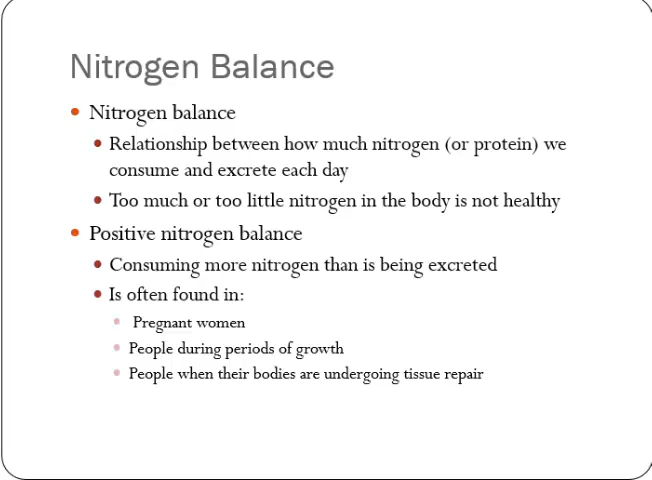 Nitrogen Balance
• Nitrogen balance
• Relationship between how much nitrogen (or protein) we
consume and excrete each day
• Too much or too little nitrogen in the body is not healthy
• Positive nitrogen balance
• Consuming more nitrogen than is being excreted
• Is often found in:
• Pregnant women
• People during periods of growth
• People when their bodies are undergoing tissue repair